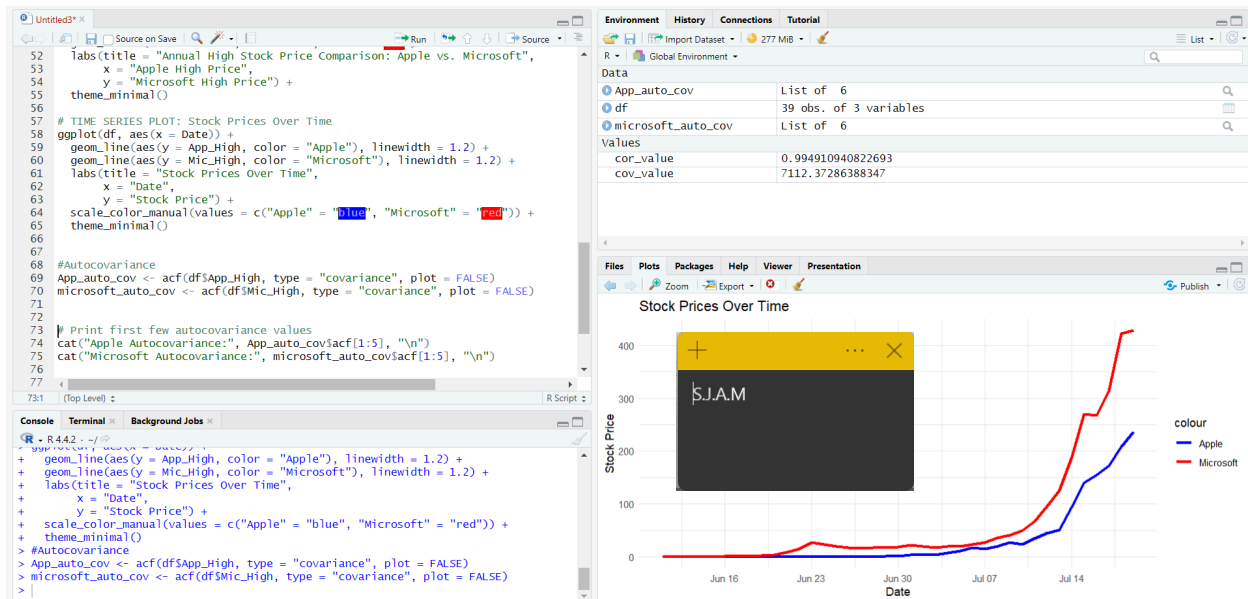 Untitled3*
Source on Save
Run
Source
52 labs(title = "Annual High Stock Price Comparison: Apple vs. Microsoft",
53 x = "Apple High Price",
54 y = "Microsoft High Price") +
55 theme_minimal()
56
57 # TIME SERIES PLOT: Stock Prices Over Time
58 ggplot(df, aes(x = Date)) +
59 geom_line(aes(y = App_High, color = "Apple"), linewidth = 1.2) +
60 geom_line(aes(y = Mic_High, color = "Microsoft"), linewidth = 1.2) +
61 labs(title = "Stock Prices Over Time",
62 x = "Date",
63 y = "Stock Price") +
64 scale_color_manual(values = c("Apple" = "blue", "Microsoft" = "red")) +
65 theme_minimal()
66
67
68 #Autocovariance
69 App_auto_cov <- acf(df$App_High, type = "covariance", plot = FALSE)
70 microsoft_auto_cov <- acf(df$Mic_High, type = "covariance", plot = FALSE)
71
72
73 # Print first few autocovariance values
74 cat("Apple Autocovariance:", App_auto_cov$acf[1:5], "\n")
75 cat("Microsoft Autocovariance:", microsoft_auto_cov$acf[1:5], "\n")
76
77
73:1 (Top Level) R Script
Console Terminal Background Jobs
R 4.4.2 · ~/
> ggplot(df, aes(x = Date)) +
+ geom_line(aes(y = App_High, color = "Apple"), linewidth = 1.2) +
+ geom_line(aes(y = Mic_High, color = "Microsoft"), linewidth = 1.2) +
+ labs(title = "Stock Prices Over Time",
+ x = "Date",
+ y = "Stock Price") +
+ scale_color_manual(values = c("Apple" = "blue", "Microsoft" = "red")) +
+ theme_minimal()
> #Autocovariance
> App_auto_cov <- acf(df$App_High, type = "covariance", plot = FALSE)
> microsoft_auto_cov <- acf(df$Mic_High, type = "covariance", plot = FALSE)
>
Environment History Connections Tutorial
Import Dataset 277 MiB List
R Global Environment
Data
App_auto_cov List of 6
df 39 obs. of 3 variables
microsoft_auto_cov List of 6
Values
cor_value 0.994910940822693
cov_value 7112.37286388347
Files Plots Packages Help Viewer Presentation
Zoom Export Publish
Stock Prices Over Time
S.J.A.M
400
300
200
100
0
Stock Price
Jun 16 Jun 23 Jun 30 Jul 07 Jul 14
Date
colour
Apple
Microsoft